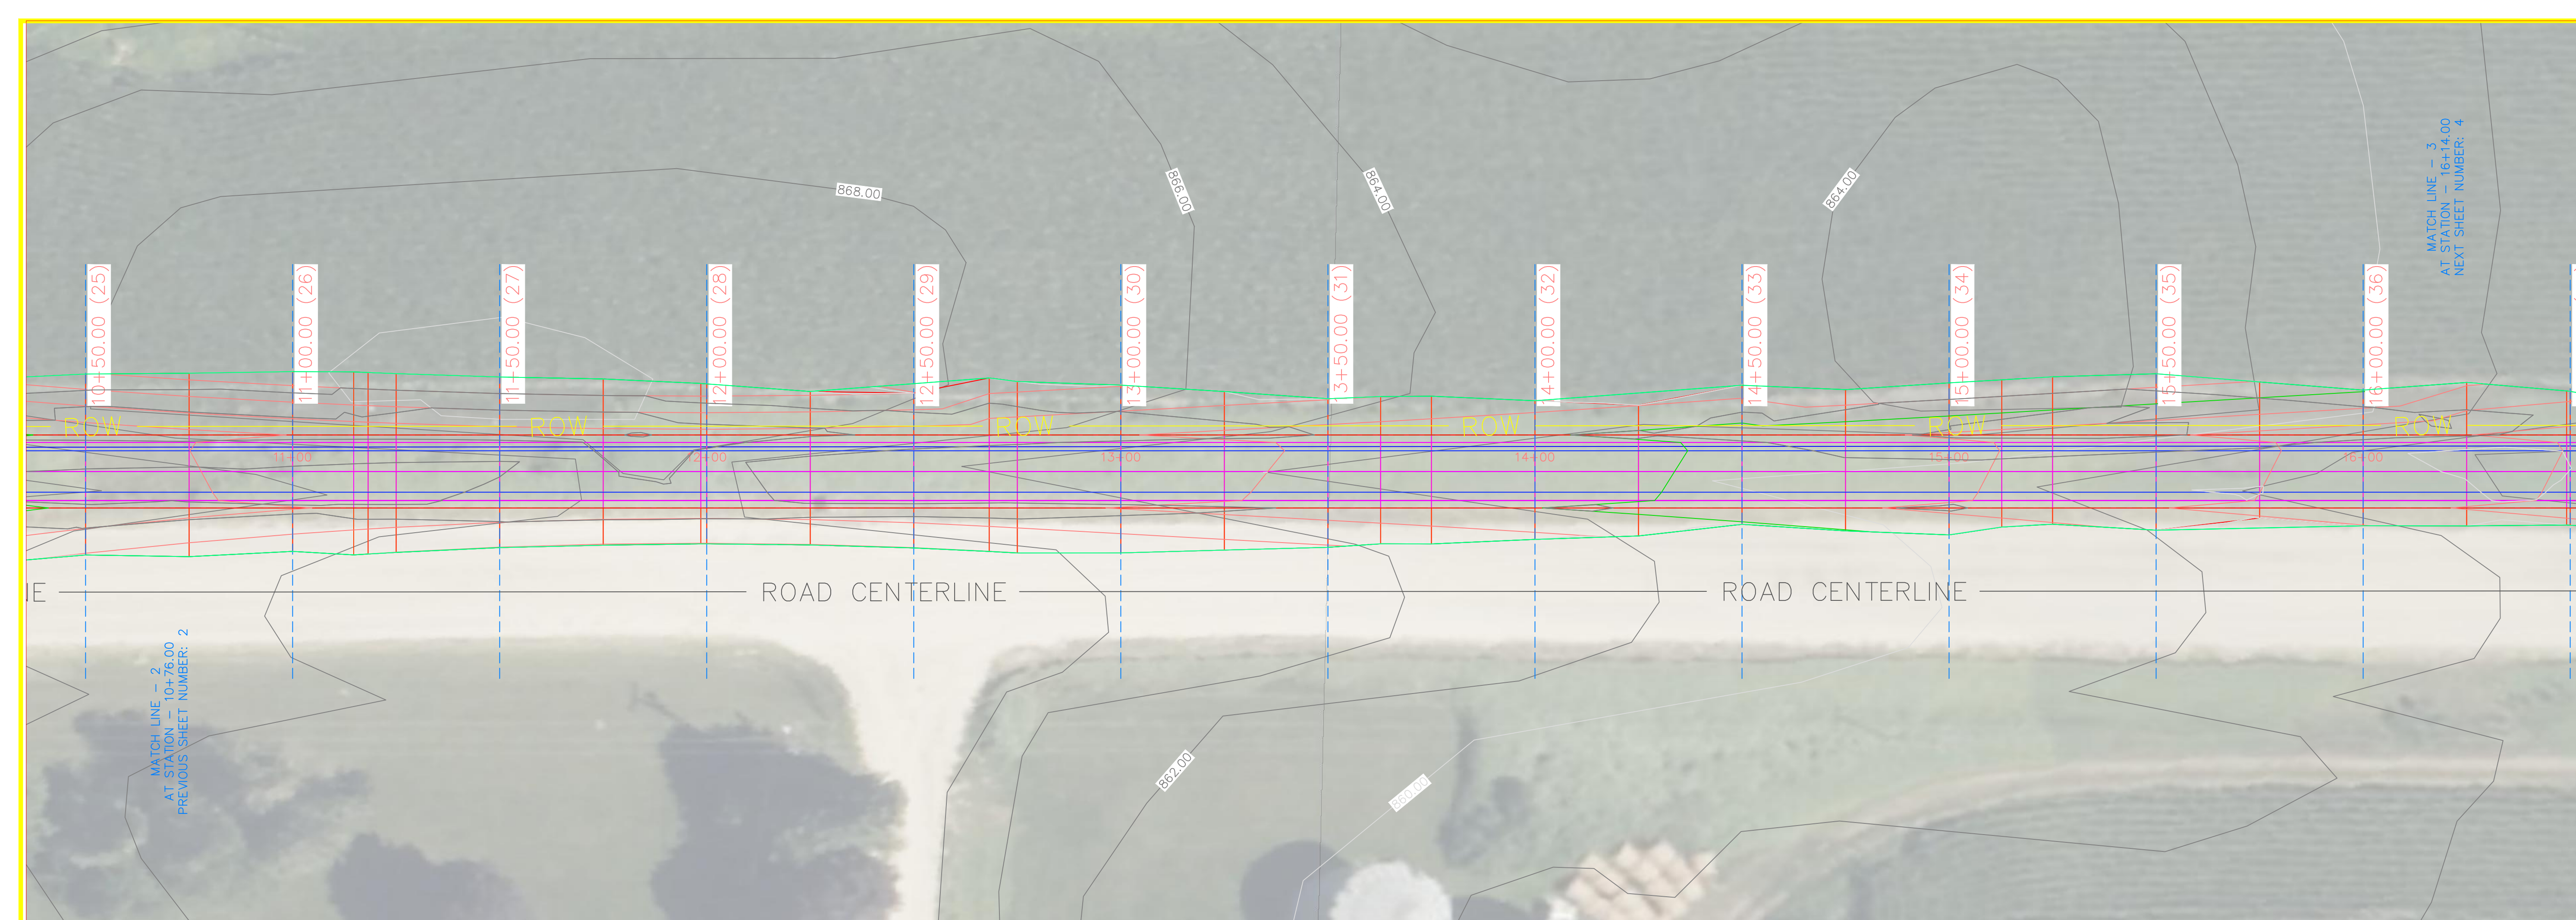 MATCH LINE - 3
AT STATION - 16+14.00
NEXT SHEET NUMBER: 4
868.00
866.00
864.00
864.00
10+50.00 (25)
11+00.00 (26)
11+50.00 (27)
12+00.00 (28)
12+50.00 (29)
13+00.00 (30)
13+50.00 (31)
14+00.00 (32)
14+50.00 (33)
15+00.00 (34)
15+50.00 (35)
16+00.00 (36)
ROW
ROW
ROW
ROW
ROW
ROW
11+00
12+00
13+00
14+00
15+00
16+00
IE
ROAD CENTERLINE
ROAD CENTERLINE
MATCH LINE - 2
AT STATION - 10+76.00
PREVIOUS SHEET NUMBER: 2
862.00
860.00